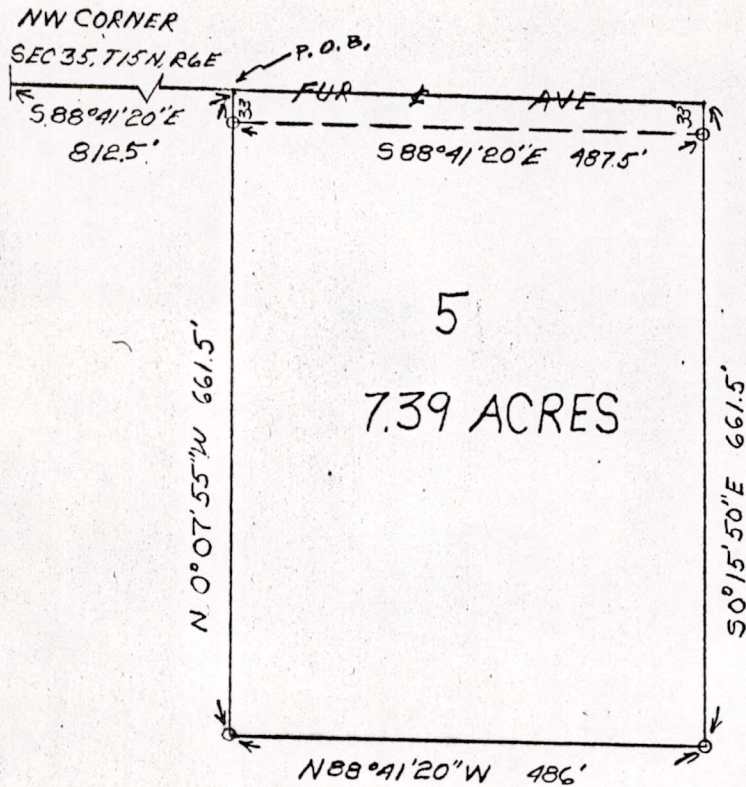 NW CORNER
SEC 35, T15N, R6E
P.O.B.
FUR ℄ AVE
S.88°41'20"E
812.5'
33
33
S88°41'20"E 487.5'
5
7.39 ACRES
N. 0°07'55"W 661.5'
S0°15'50"E 661.5'
N88°41'20"W 486'